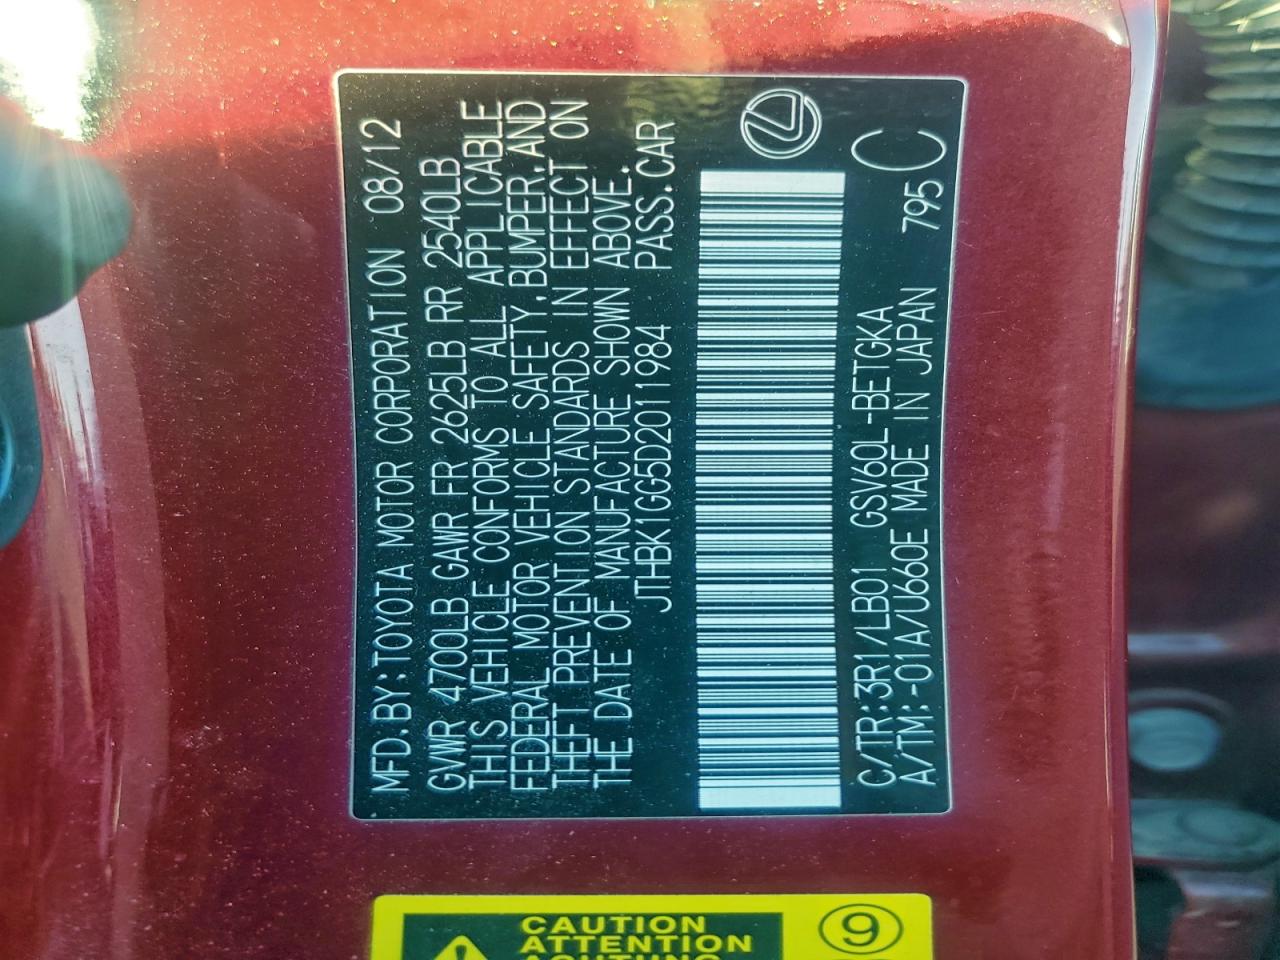 MFD.BY:TOYOTA MOTOR CORPORATION 08/12
GVWR 4700LB GAWR FR 2625LB RR 2540LB
THIS VEHICLE CONFORMS TO ALL APPLICABLE
FEDERAL MOTOR VEHICLE SAFETY,BUMPER,AND
THEFT PREVENTION STANDARDS IN EFFECT ON
THE DATE OF MANUFACTURE SHOWN ABOVE.
JTHBK1GG5D2011984 PASS.CAR
C/TR:3R1/LB01 GSV60L-BETGKA
A/TM:-01A/U660E MADE IN JAPAN 795 C
CAUTION
ATTENTION
ACHTUNG
9